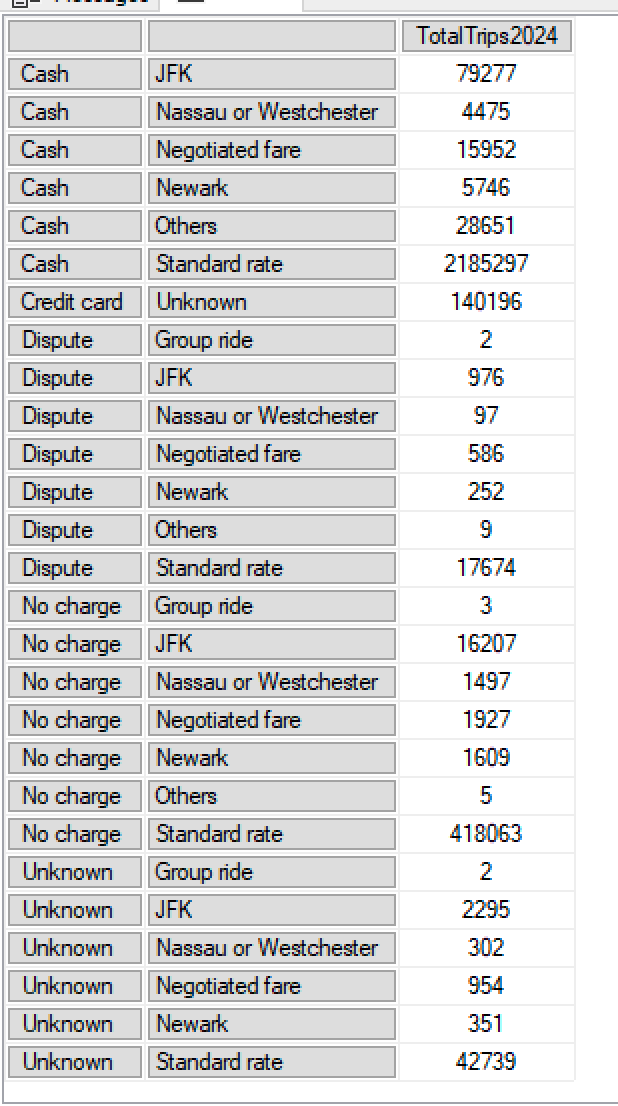 Messages
TotalTrips2024
Cash JFK 79277
Cash Nassau or Westchester 4475
Cash Negotiated fare 15952
Cash Newark 5746
Cash Others 28651
Cash Standard rate 2185297
Credit card Unknown 140196
Dispute Group ride 2
Dispute JFK 976
Dispute Nassau or Westchester 97
Dispute Negotiated fare 586
Dispute Newark 252
Dispute Others 9
Dispute Standard rate 17674
No charge Group ride 3
No charge JFK 16207
No charge Nassau or Westchester 1497
No charge Negotiated fare 1927
No charge Newark 1609
No charge Others 5
No charge Standard rate 418063
Unknown Group ride 2
Unknown JFK 2295
Unknown Nassau or Westchester 302
Unknown Negotiated fare 954
Unknown Newark 351
Unknown Standard rate 42739